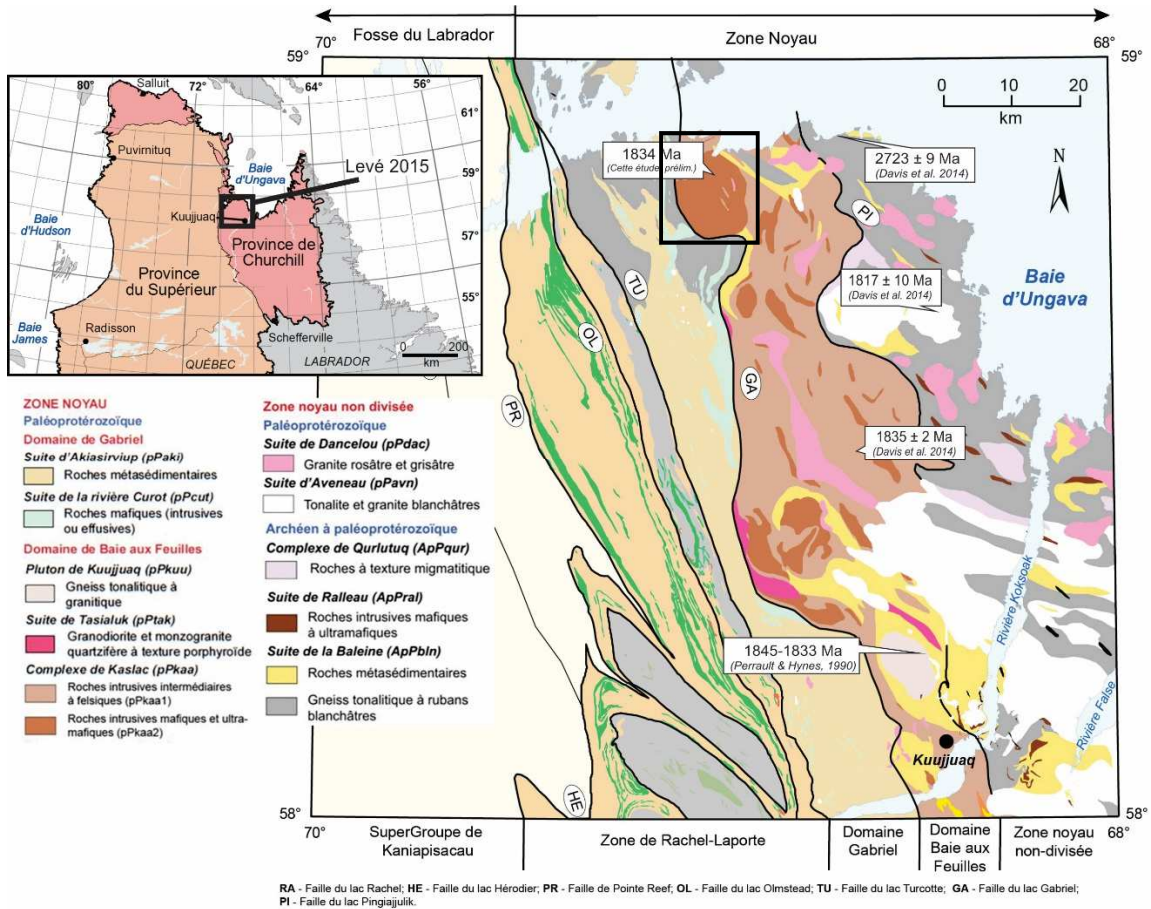 Fosse du Labrador
Zone Noyau
70°
68°
59°
59°
0 10 20
km
N
80°
72°
64°
56°
Salluit
61°
Puvirnituq
Baie
d'Ungava
Levé 2015
59°
Kuujjuaq
Baie
d'Hudson
57°
Province de
Churchill
Province
du Supérieur
55°
Baie
James
Radisson
Schefferville
QUÉBEC
LABRADOR
0 200
km
1834 Ma
(Cette étude, prélim.)
2723 ± 9 Ma
(Davis et al. 2014)
PI
1817 ± 10 Ma
(Davis et al. 2014)
Baie
d'Ungava
TU
OL
GA
PR
1835 ± 2 Ma
(Davis et al. 2014)
Rivière Koksoak
1845-1833 Ma
(Perrault & Hynes, 1990)
Rivière False
Kuujjuaq
HE
58°
58°
70°
68°
ZONE NOYAU
Paléoprotérozoïque
Domaine de Gabriel
Suite d'Akiasirviup (pPaki)
Roches métasédimentaires
Suite de la rivière Curot (pPcut)
Roches mafiques (intrusives
ou effusives)
Domaine de Baie aux Feuilles
Pluton de Kuujjuaq (pPkuu)
Gneiss tonalitique à
granitique
Suite de Tasialuk (pPtak)
Granodiorite et monzogranite
quartzifère à texture porphyroïde
Complexe de Kaslac (pPkaa)
Roches intrusives intermédiaires
à felsiques (pPkaa1)
Roches intrusives mafiques et ultra-
mafiques (pPkaa2)
Zone noyau non divisée
Paléoprotérozoïque
Suite de Dancelou (pPdac)
Granite rosâtre et grisâtre
Suite d'Aveneau (pPavn)
Tonalite et granite blanchâtres
Archéen à paléoprotérozoïque
Complexe de Qurlutuq (ApPqur)
Roches à texture migmatitique
Suite de Ralleau (ApPral)
Roches intrusives mafiques
à ultramafiques
Suite de la Baleine (ApPbln)
Roches métasédimentaires
Gneiss tonalitique à rubans
blanchâtres
SuperGroupe de
Kaniapisacau
Zone de Rachel-Laporte
Domaine
Gabriel
Domaine
Baie aux
Feuilles
Zone noyau
non-divisée
RA - Faille du lac Rachel; HE - Faille du lac Hérodier; PR - Faille de Pointe Reef; OL - Faille du lac Olmstead; TU - Faille du lac Turcotte; GA - Faille du lac Gabriel;
PI - Faille du lac Pingiajjulik.